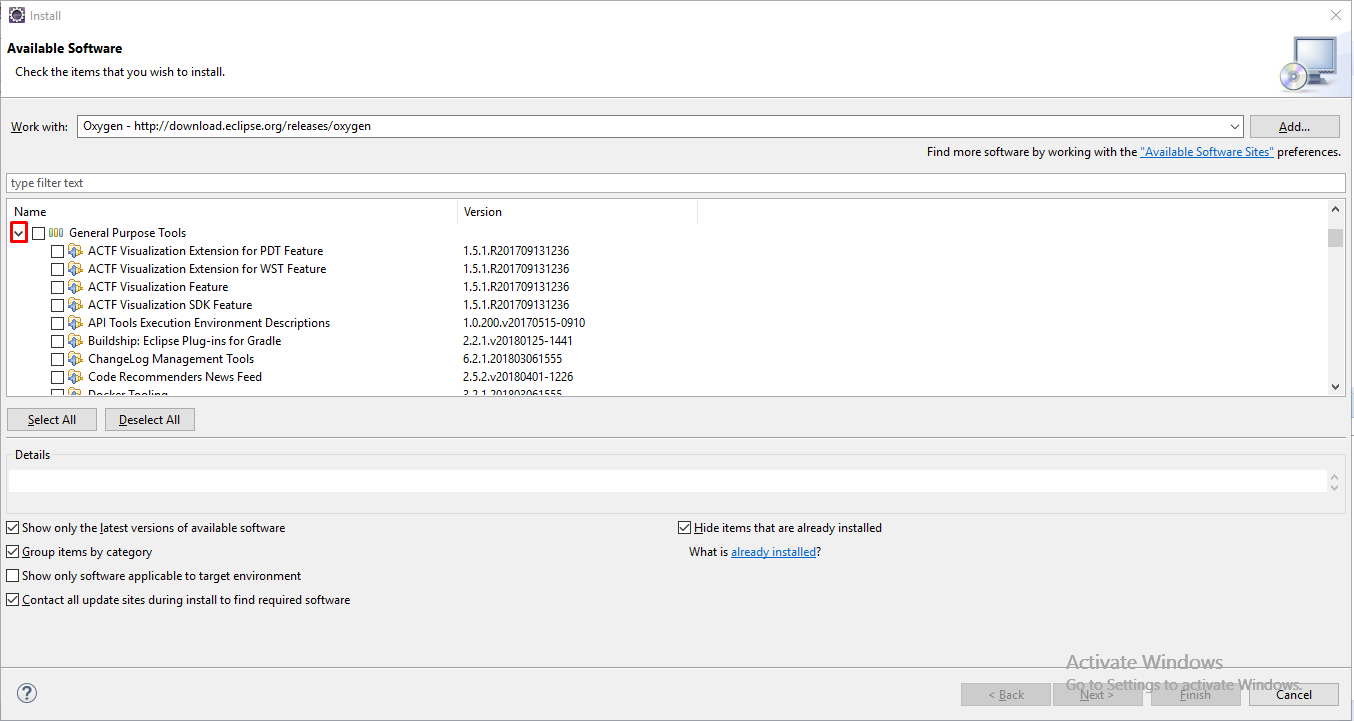 Install
Available Software
Check the items that you wish to install.
Work with: Oxygen - http://download.eclipse.org/releases/oxygen Add...
Find more software by working with the "Available Software Sites" preferences.
type filter text
Name Version
General Purpose Tools
ACTF Visualization Extension for PDT Feature 1.5.1.R201709131236
ACTF Visualization Extension for WST Feature 1.5.1.R201709131236
ACTF Visualization Feature 1.5.1.R201709131236
ACTF Visualization SDK Feature 1.5.1.R201709131236
API Tools Execution Environment Descriptions 1.0.200.v20170515-0910
Buildship: Eclipse Plug-ins for Gradle 2.2.1.v20180125-1441
ChangeLog Management Tools 6.2.1.201803061555
Code Recommenders News Feed 2.5.2.v20180401-1226
Docker Tooling 3.2.1.201803061555
Select All Deselect All
Details
Show only the latest versions of available software Hide items that are already installed
Group items by category What is already installed?
Show only software applicable to target environment
Contact all update sites during install to find required software
Activate Windows
Go to Settings to activate Windows.
? < Back Next > Finish Cancel